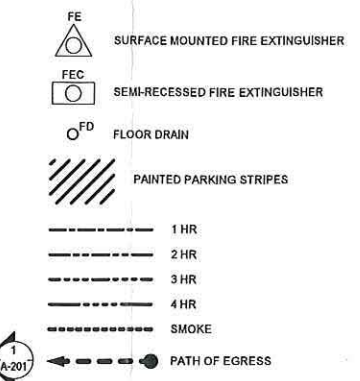 FE
SURFACE MOUNTED FIRE EXTINGUISHER
FEC
SEMI-RECESSED FIRE EXTINGUISHER
FD FLOOR DRAIN
PAINTED PARKING STRIPES
1 HR
2 HR
3 HR
4 HR
SMOKE
1
A-201
PATH OF EGRESS